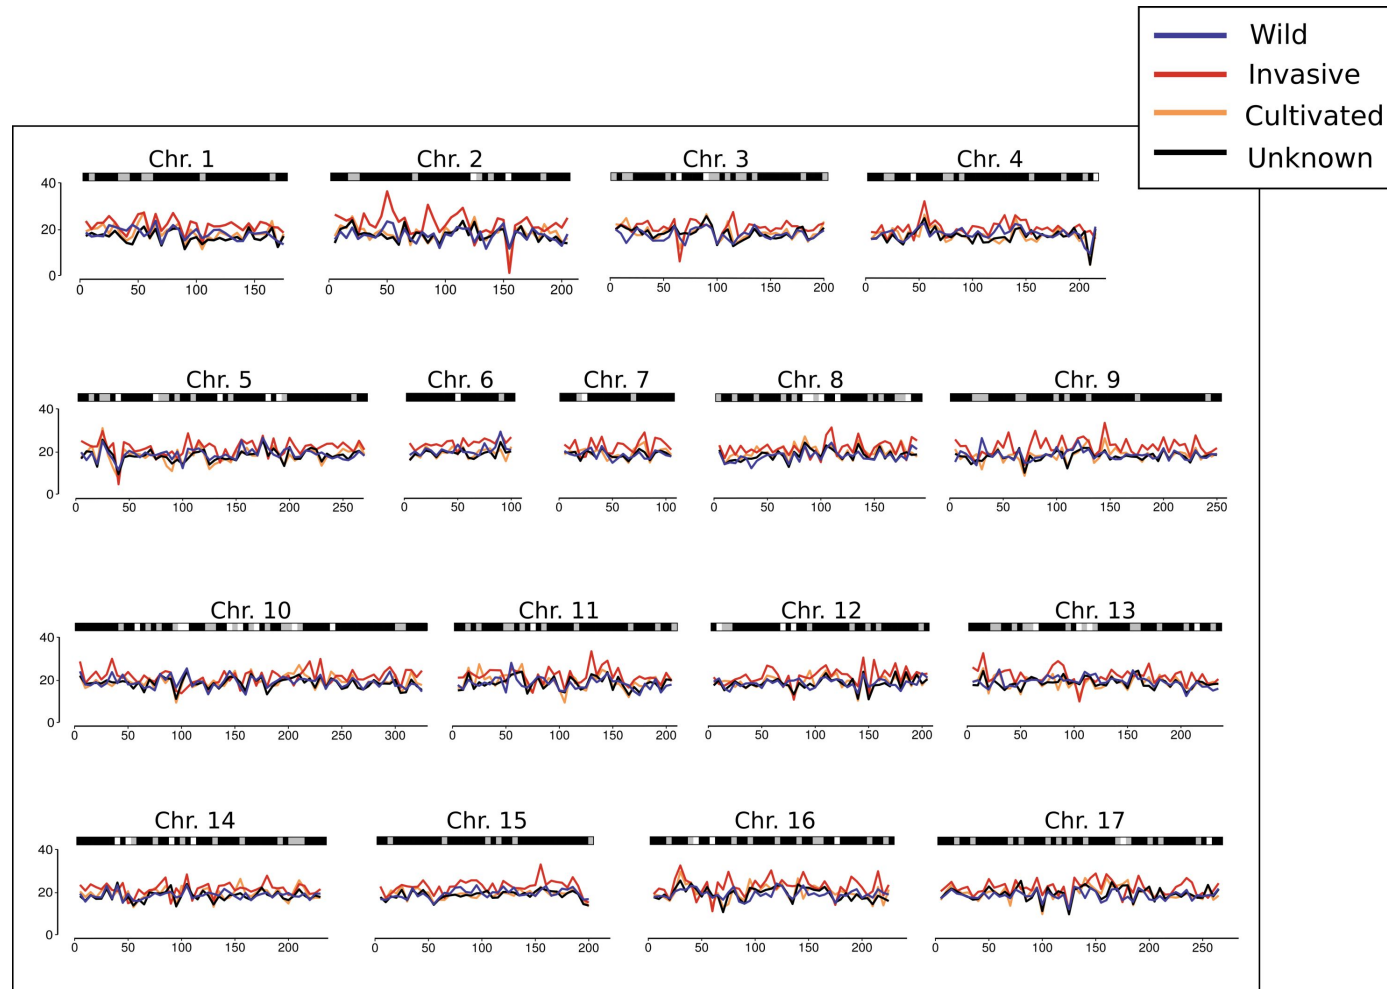 Wild
Invasive
Cultivated
Unknown
Chr. 1 Chr. 2 Chr. 3 Chr. 4
40
20
0
0 50 100 150 0 50 100 150 200 0 50 100 150 200 0 50 100 150 200
Chr. 5 Chr. 6 Chr. 7 Chr. 8 Chr. 9
40
20
0
0 50 100 150 200 250 0 50 100 0 50 100 0 50 100 150 0 50 100 150 200 250
Chr. 10 Chr. 11 Chr. 12 Chr. 13
40
20
0
0 50 100 150 200 250 300 0 50 100 150 200 0 50 100 150 200 0 50 100 150 200
Chr. 14 Chr. 15 Chr. 16 Chr. 17
40
20
0
0 50 100 150 200 0 50 100 150 200 0 50 100 150 200 0 50 100 150 200 250